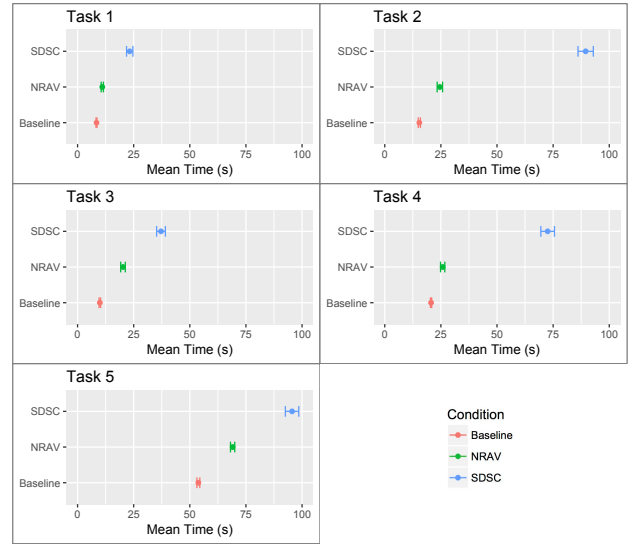 Task 1
SDSC
NRAV
Baseline
0 25 50 75 100
Mean Time (s)
Task 2
SDSC
NRAV
Baseline
0 25 50 75 100
Mean Time (s)
Task 3
SDSC
NRAV
Baseline
0 25 50 75 100
Mean Time (s)
Task 4
SDSC
NRAV
Baseline
0 25 50 75 100
Mean Time (s)
Task 5
SDSC
NRAV
Baseline
0 25 50 75 100
Mean Time (s)
Condition
Baseline
NRAV
SDSC